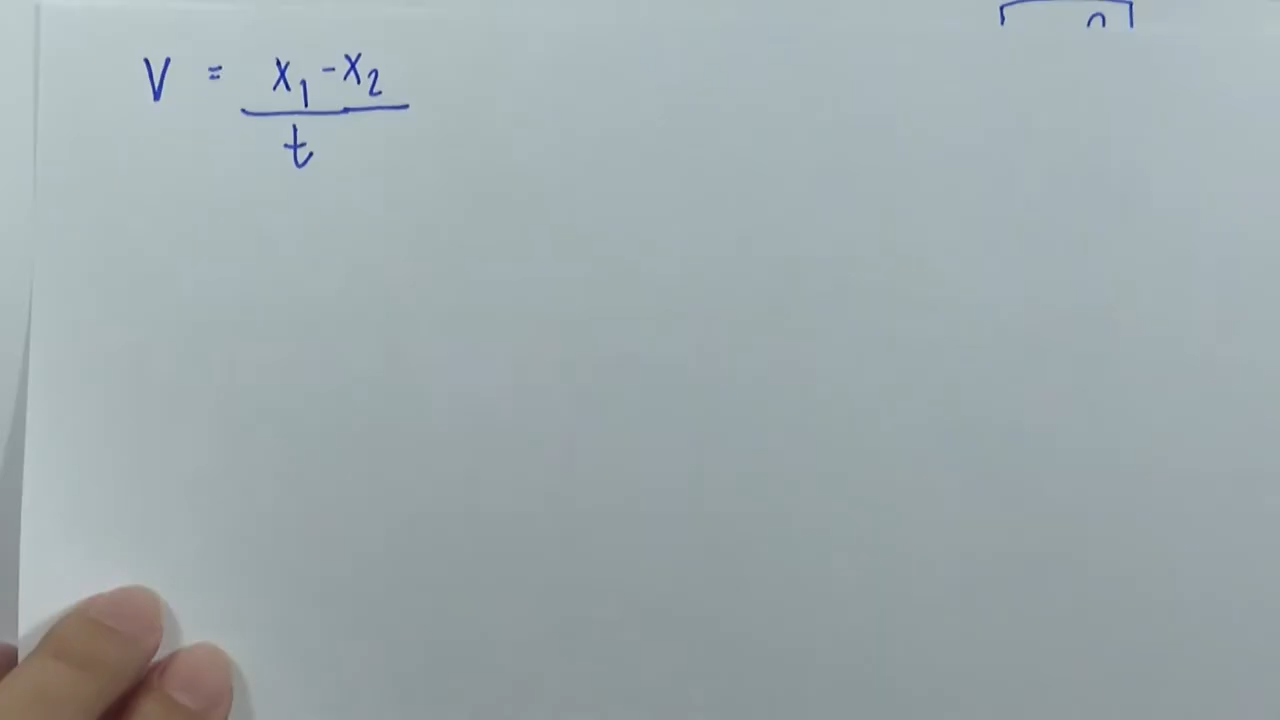 V = x₁ - x₂
t